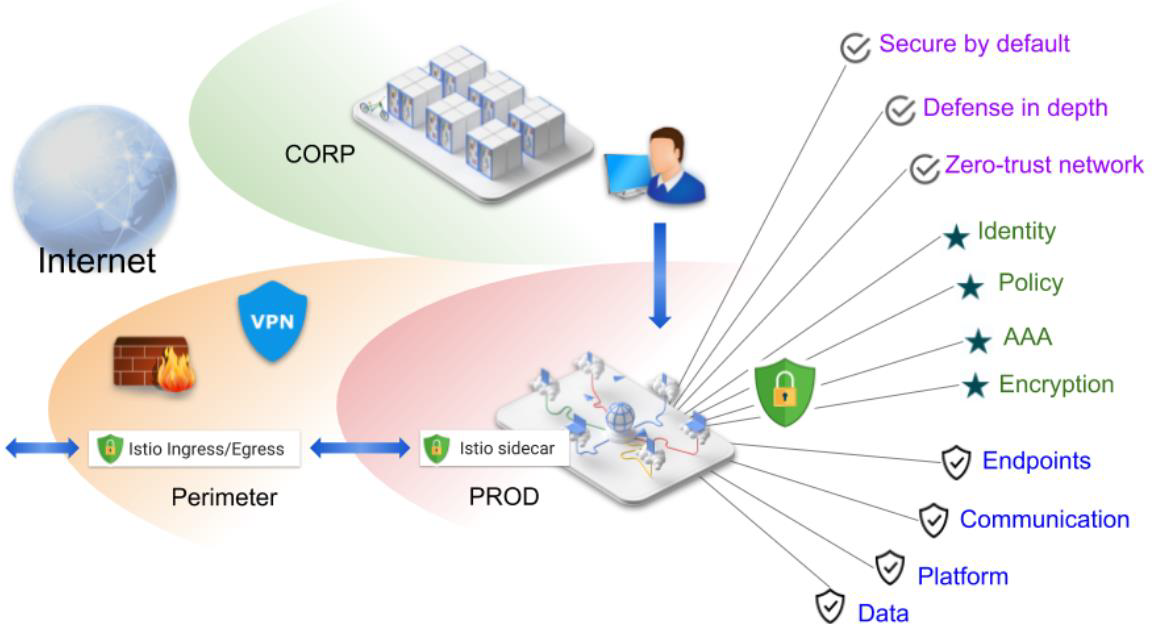 Secure by default
Defense in depth
CORP
Zero-trust network
Internet
Identity
Policy
VPN
AAA
Encryption
Istio Ingress/Egress
Istio sidecar
Endpoints
Perimeter
PROD
Communication
Platform
Data